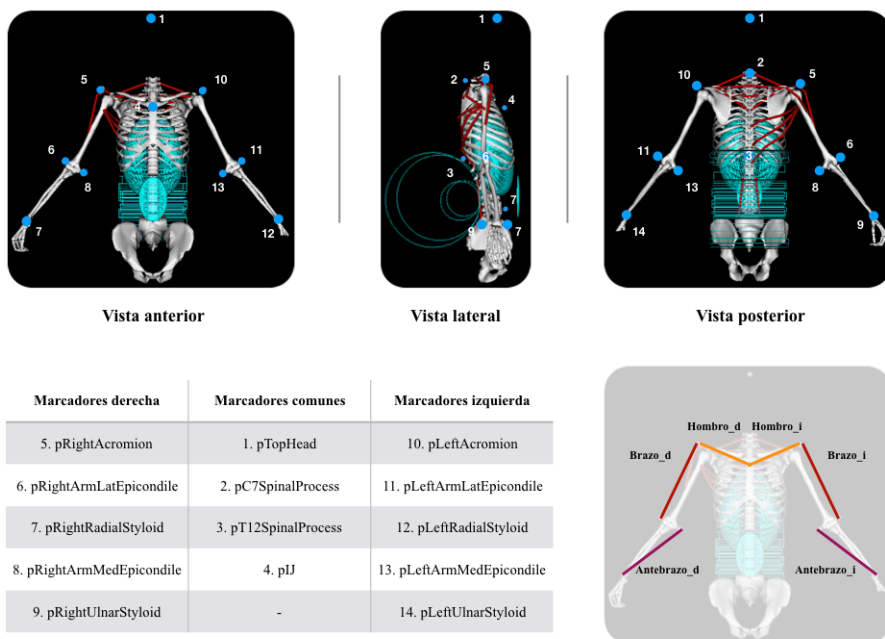 1
5
10
4
6
11
8
13
7
12
1
5
2
4
6
3
7
9
7
1
2
10
5
3
11
6
13
8
14
9
Vista anterior
Vista lateral
Vista posterior
Marcadores derecha
Marcadores comunes
Marcadores izquierda
5. pRightAcromion
1. pTopHead
10. pLeftAcromion
6. pRightArmLatEpicondile
2. pC7SpinalProcess
11. pLeftArmLatEpicondile
7. pRightRadialStyloid
3. pT12SpinalProcess
12. pLeftRadialStyloid
8. pRightArmMedEpicondile
4. pIJ
13. pLeftArmMedEpicondile
9. pRightUlnarStyloid
-
14. pLeftUlnarStyloid
Hombro_d
Hombro_i
Brazo_d
Brazo_i
Antebrazo_d
Antebrazo_i